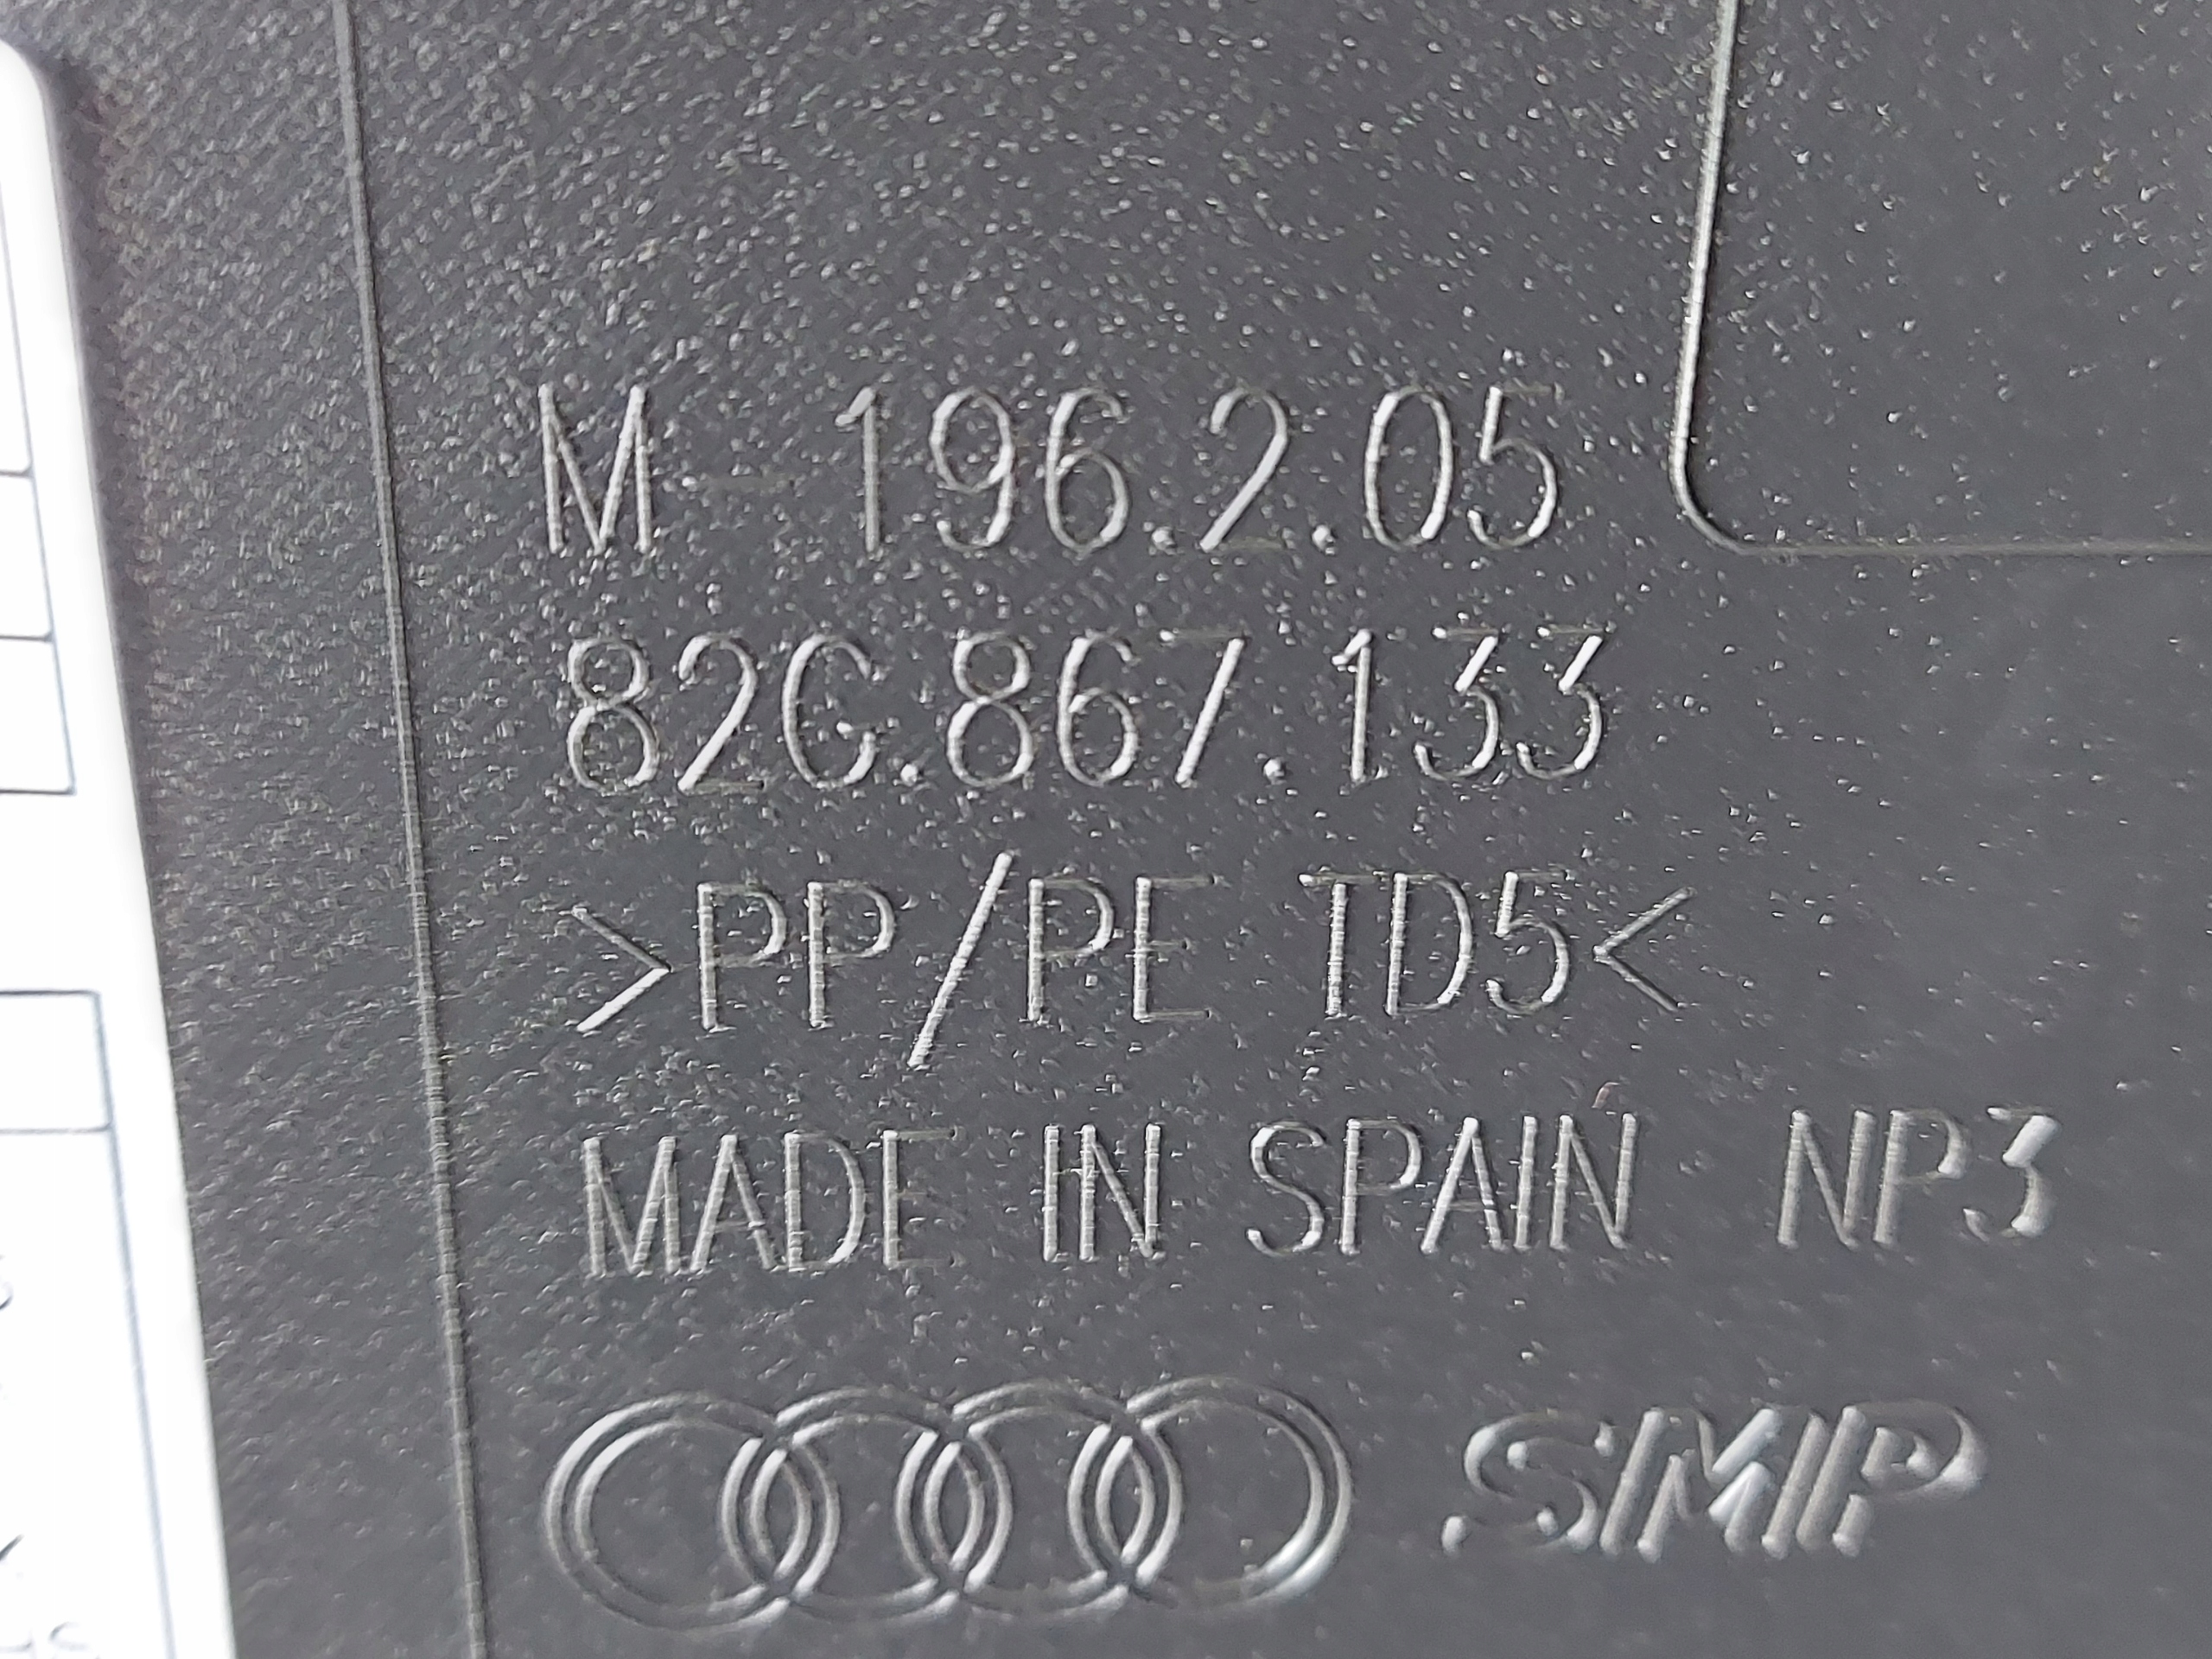 M - 196.2.05
82G.867.133
>PP/PE TD5<
MADE IN SPAIN NP3
SMP